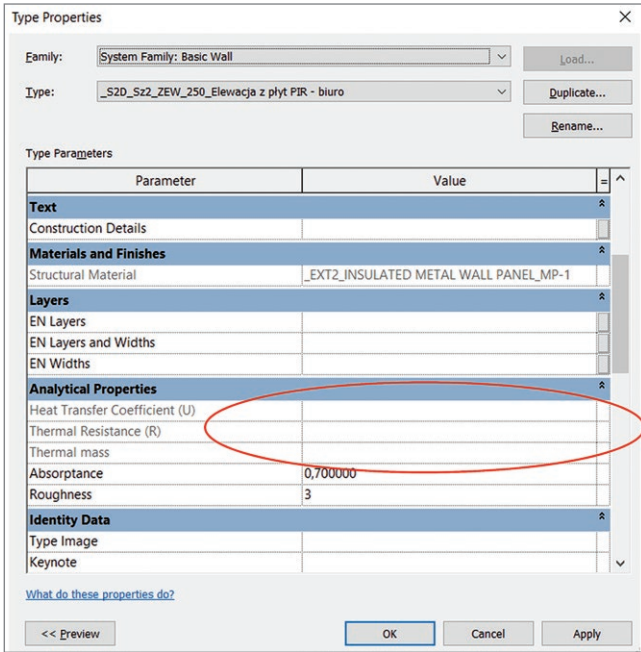 Type Properties
Family: System Family: Basic Wall Load...
Type: _S2D_Sz2_ZEW_250_Elewacja z płyt PIR - biuro Duplicate...
Rename...
Type Parameters
Parameter Value =
Text
Construction Details
Materials and Finishes
Structural Material _EXT2_INSULATED METAL WALL PANEL_MP-1
Layers
EN Layers
EN Layers and Widths
EN Widths
Analytical Properties
Heat Transfer Coefficient (U)
Thermal Resistance (R)
Thermal mass
Absorptance 0,700000
Roughness 3
Identity Data
Type Image
Keynote
What do these properties do?
<< Preview OK Cancel Apply